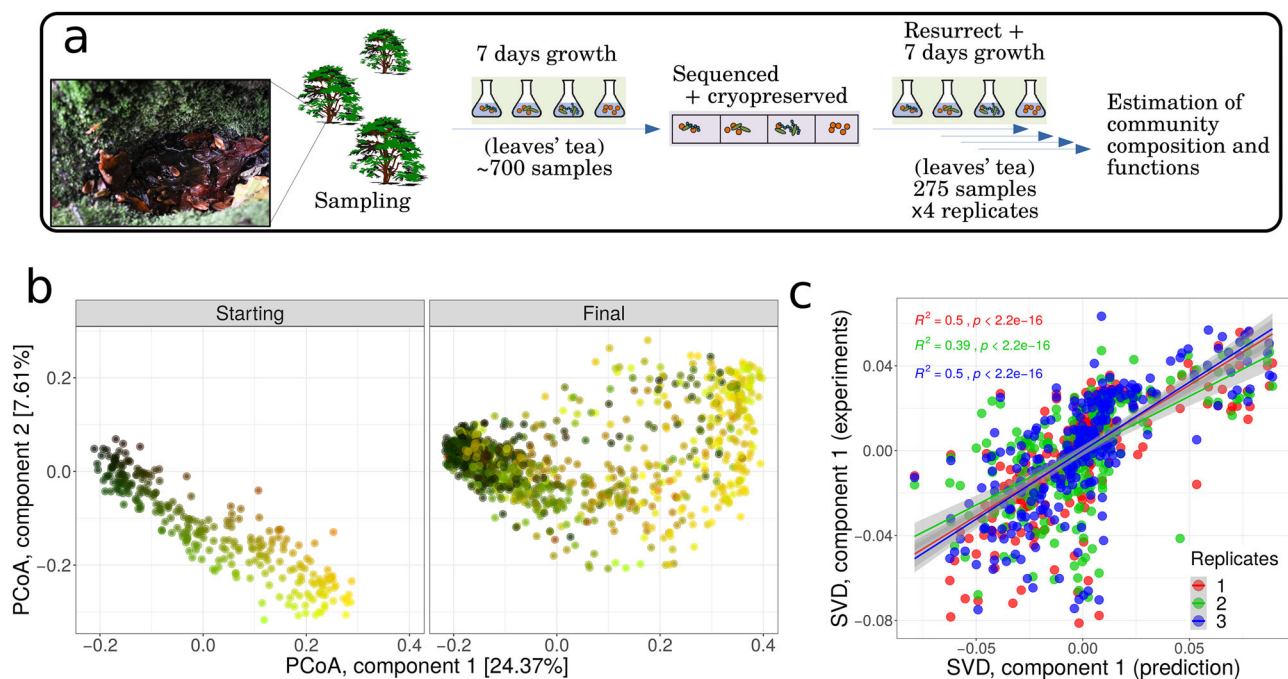 a
7 days growth
(leaves' tea)
~700 samples
Sampling
Sequenced
+ cryopreserved
Resurrect +
7 days growth
(leaves' tea)
275 samples
×4 replicates
Estimation of
community
composition and
functions
b
Starting
Final
PCoA, component 2 [7.61%]
0.2
0.0
−0.2
−0.2
0.0
0.2
0.4
−0.2
0.0
0.2
0.4
PCoA, component 1 [24.37%]
c
SVD, component 1 (experiments)
R² = 0.5 , p < 2.2e−16
R² = 0.39 , p < 2.2e−16
R² = 0.5 , p < 2.2e−16
0.04
0.00
−0.04
−0.08
Replicates
1
2
3
−0.05
0.00
0.05
SVD, component 1 (prediction)